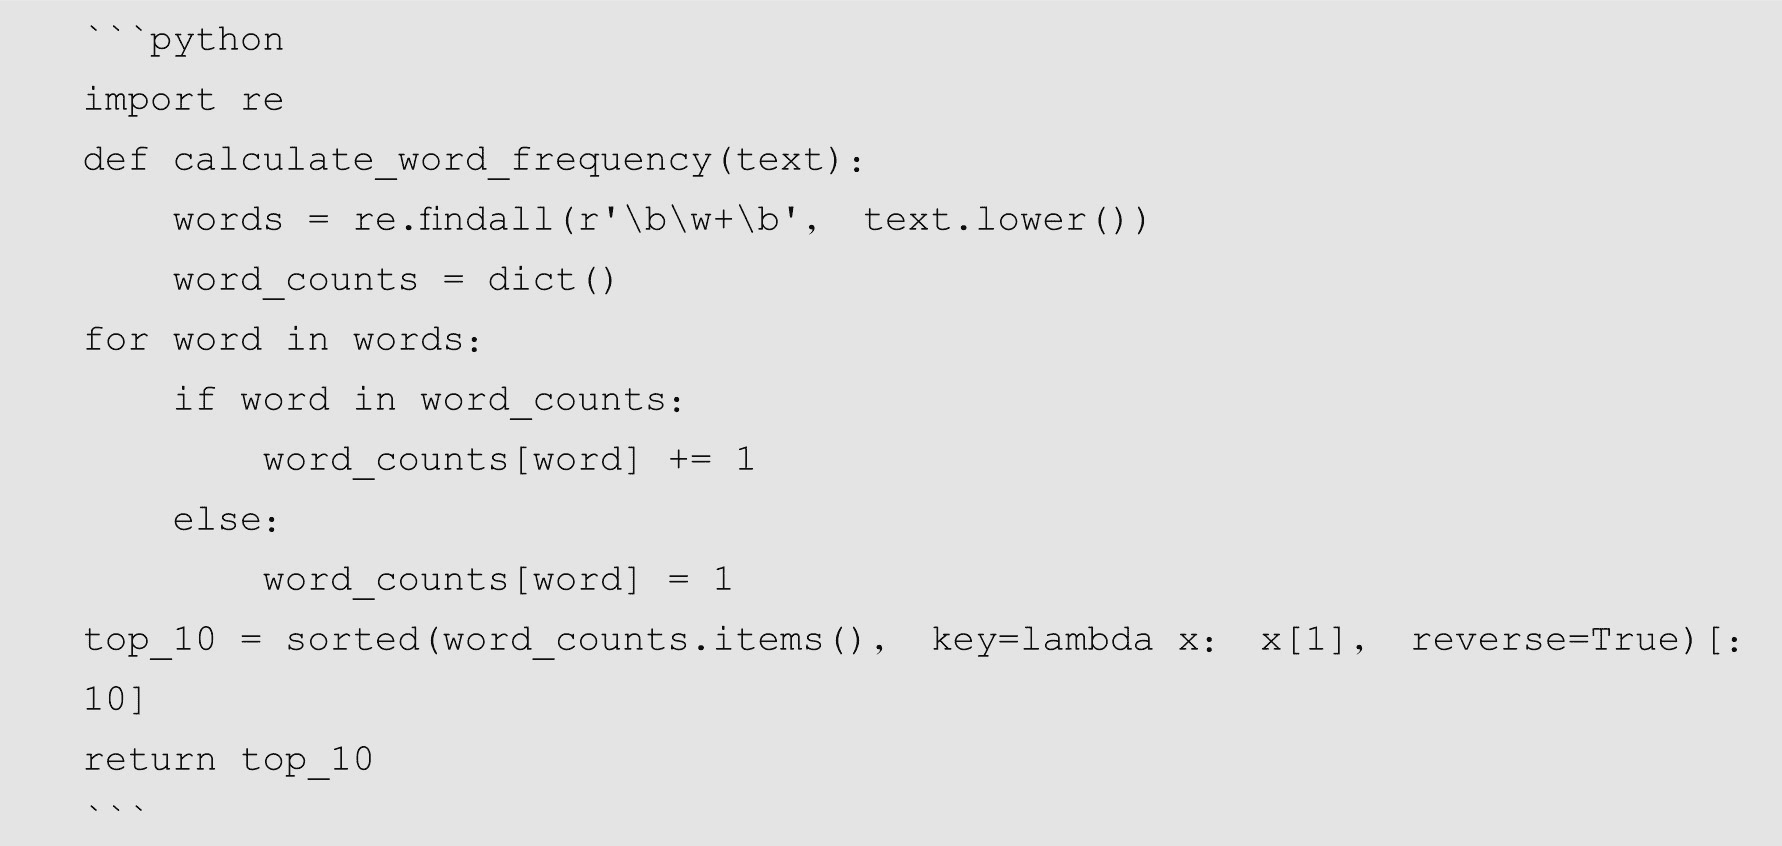 ```python
import re
def calculate_word_frequency(text):
    words = re.findall(r'\b\w+\b', text.lower())
    word_counts = dict()
for word in words:
    if word in word_counts:
        word_counts[word] += 1
    else:
        word_counts[word] = 1
top_10 = sorted(word_counts.items(), key=lambda x: x[1], reverse=True)[:
10]
return top_10
```